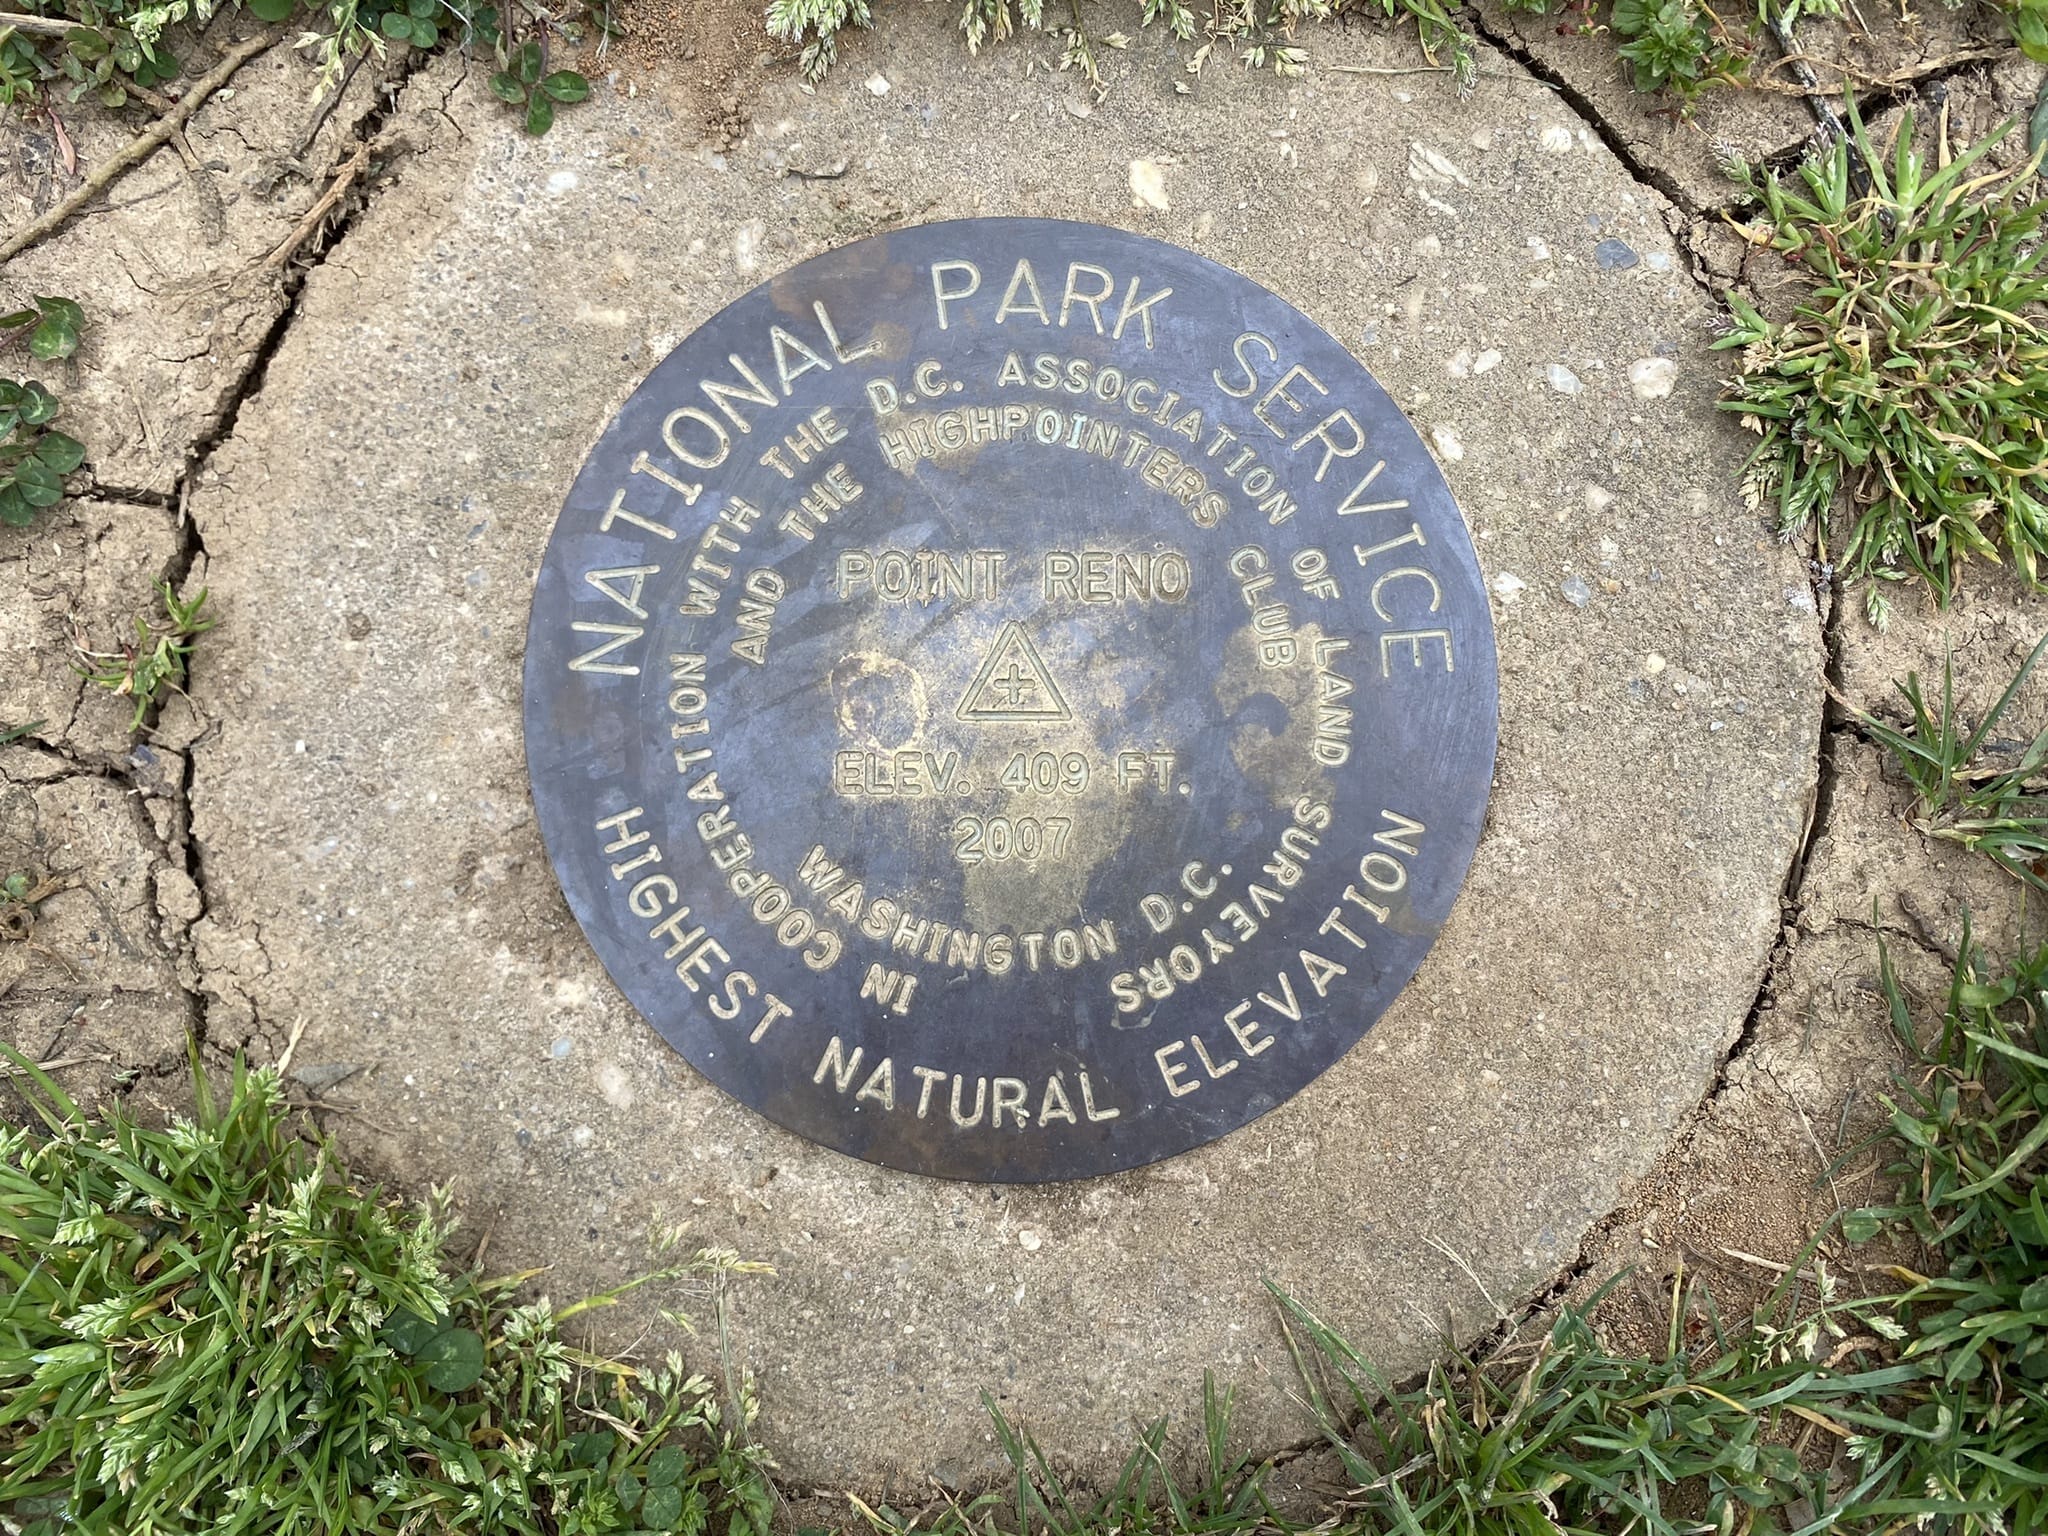 NATIONAL PARK SERVICE
IN COOPERATION WITH THE D.C. ASSOCIATION OF LAND SURVEYORS
AND THE HIGHPOINTERS CLUB
POINT RENO
ELEV. 409 FT.
2007
WASHINGTON D.C.
HIGHEST NATURAL ELEVATION